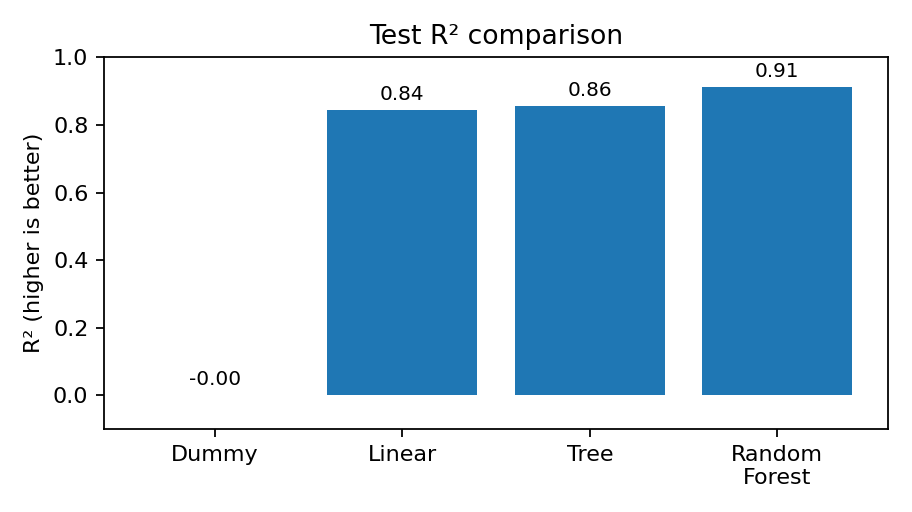 Test R² comparison
R² (higher is better)
1.0
0.8
0.6
0.4
0.2
0.0
-0.00
0.84
0.86
0.91
Dummy
Linear
Tree
Random
Forest